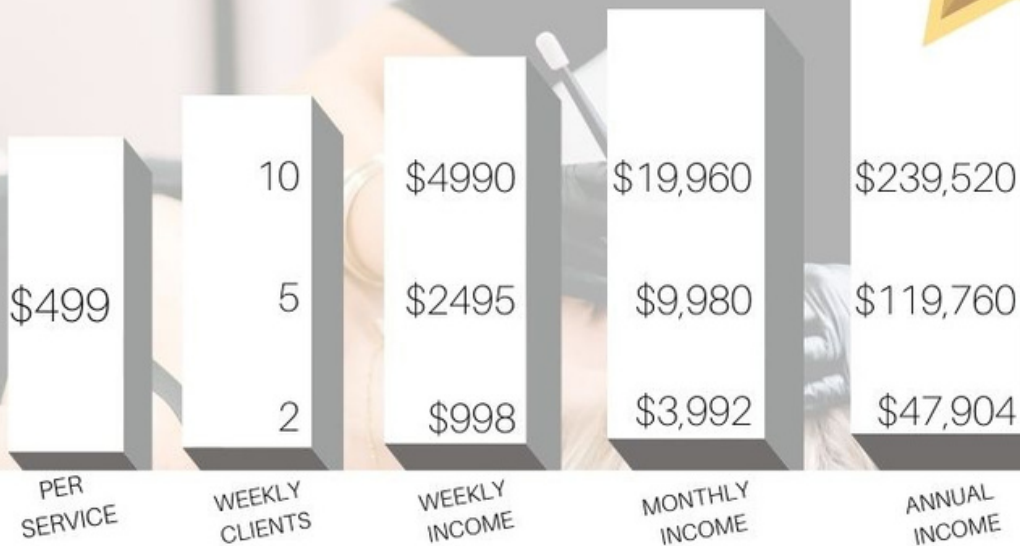 10 $4990 $19,960 $239,520
$499 5 $2495 $9,980 $119,760
2 $998 $3,992 $47,904
PER
SERVICE
WEEKLY
CLIENTS
WEEKLY
INCOME
MONTHLY
INCOME
ANNUAL
INCOME